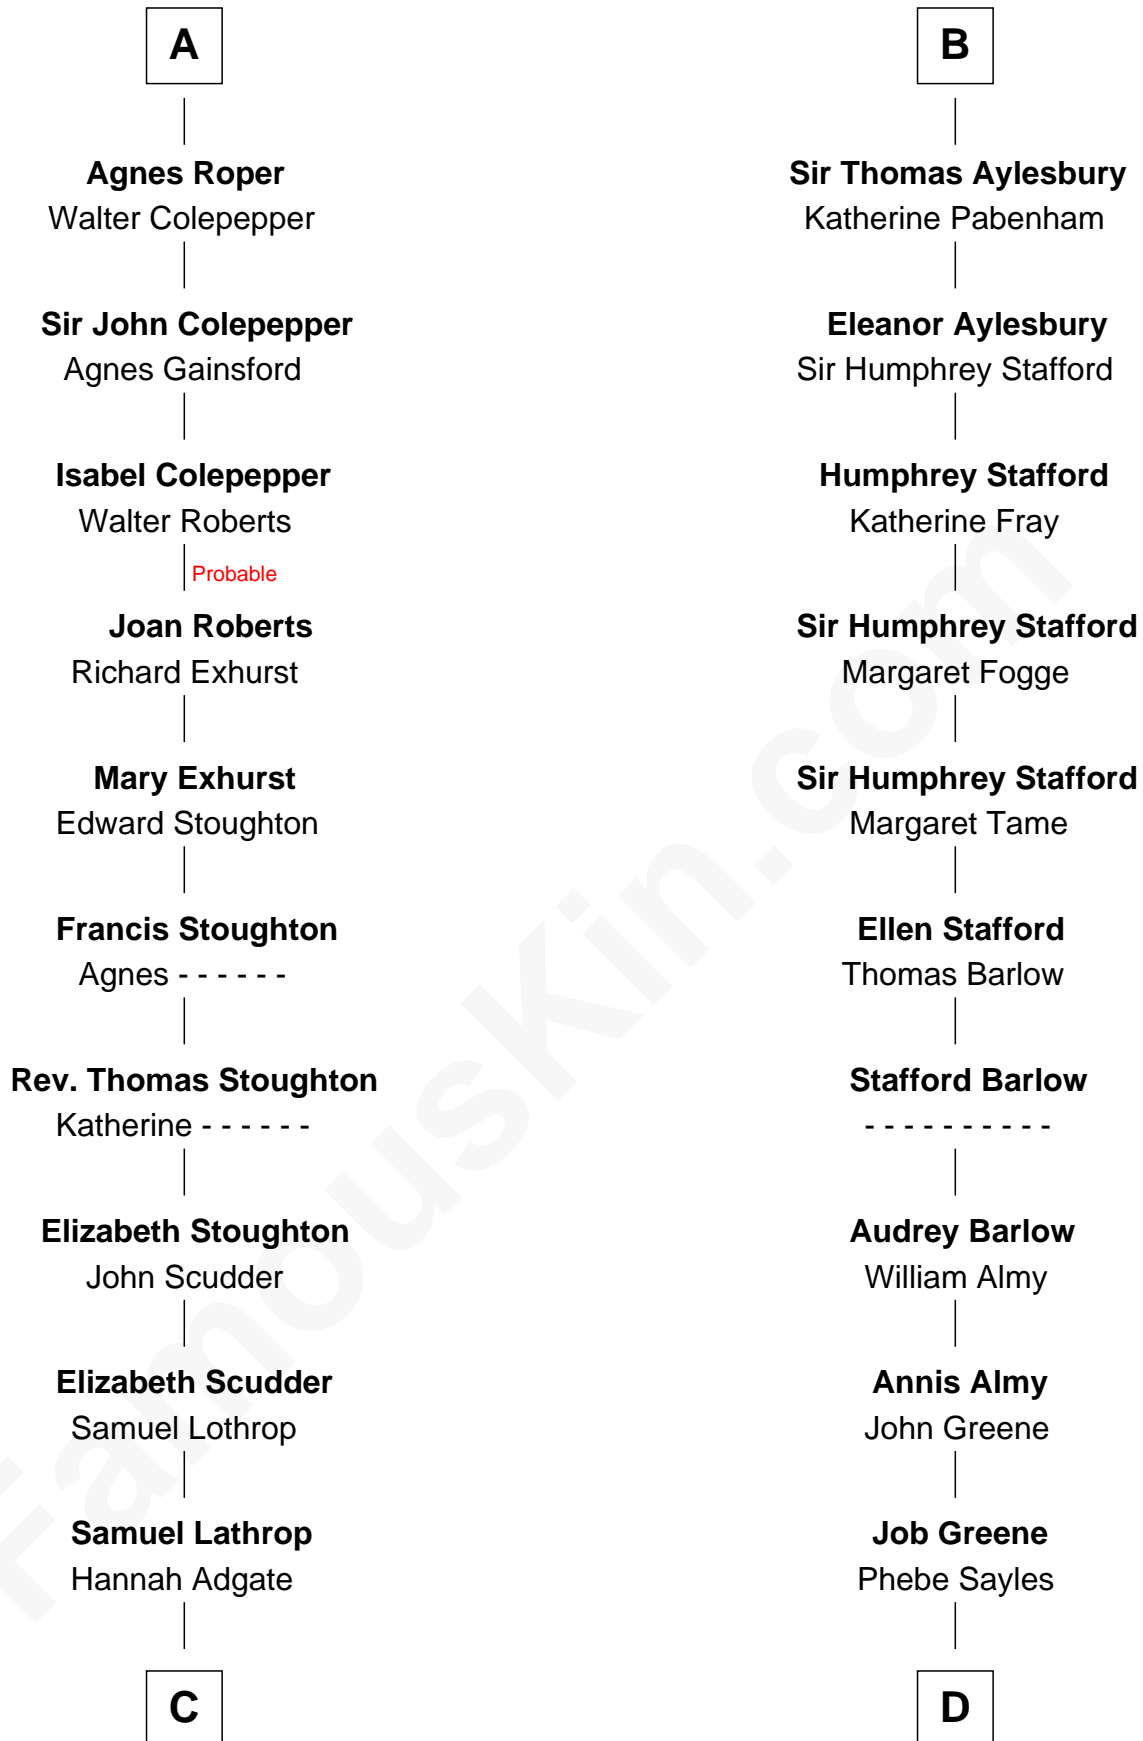 A
Agnes Roper
Walter Colepepper
Sir John Colepepper
Agnes Gainsford
Isabel Colepepper
Walter Roberts
Probable
Joan Roberts
Richard Exhurst
Mary Exhurst
Edward Stoughton
Francis Stoughton
Agnes - - - - - -
Rev. Thomas Stoughton
Katherine - - - - - -
Elizabeth Stoughton
John Scudder
Elizabeth Scudder
Samuel Lothrop
Samuel Lathrop
Hannah Adgate
C
B
Sir Thomas Aylesbury
Katherine Pabenham
Eleanor Aylesbury
Sir Humphrey Stafford
Humphrey Stafford
Katherine Fray
Sir Humphrey Stafford
Margaret Fogge
Sir Humphrey Stafford
Margaret Tame
Ellen Stafford
Thomas Barlow
Stafford Barlow
- - - - - - - - - -
Audrey Barlow
William Almy
Annis Almy
John Greene
Job Greene
Phebe Sayles
D
FamousKin.com